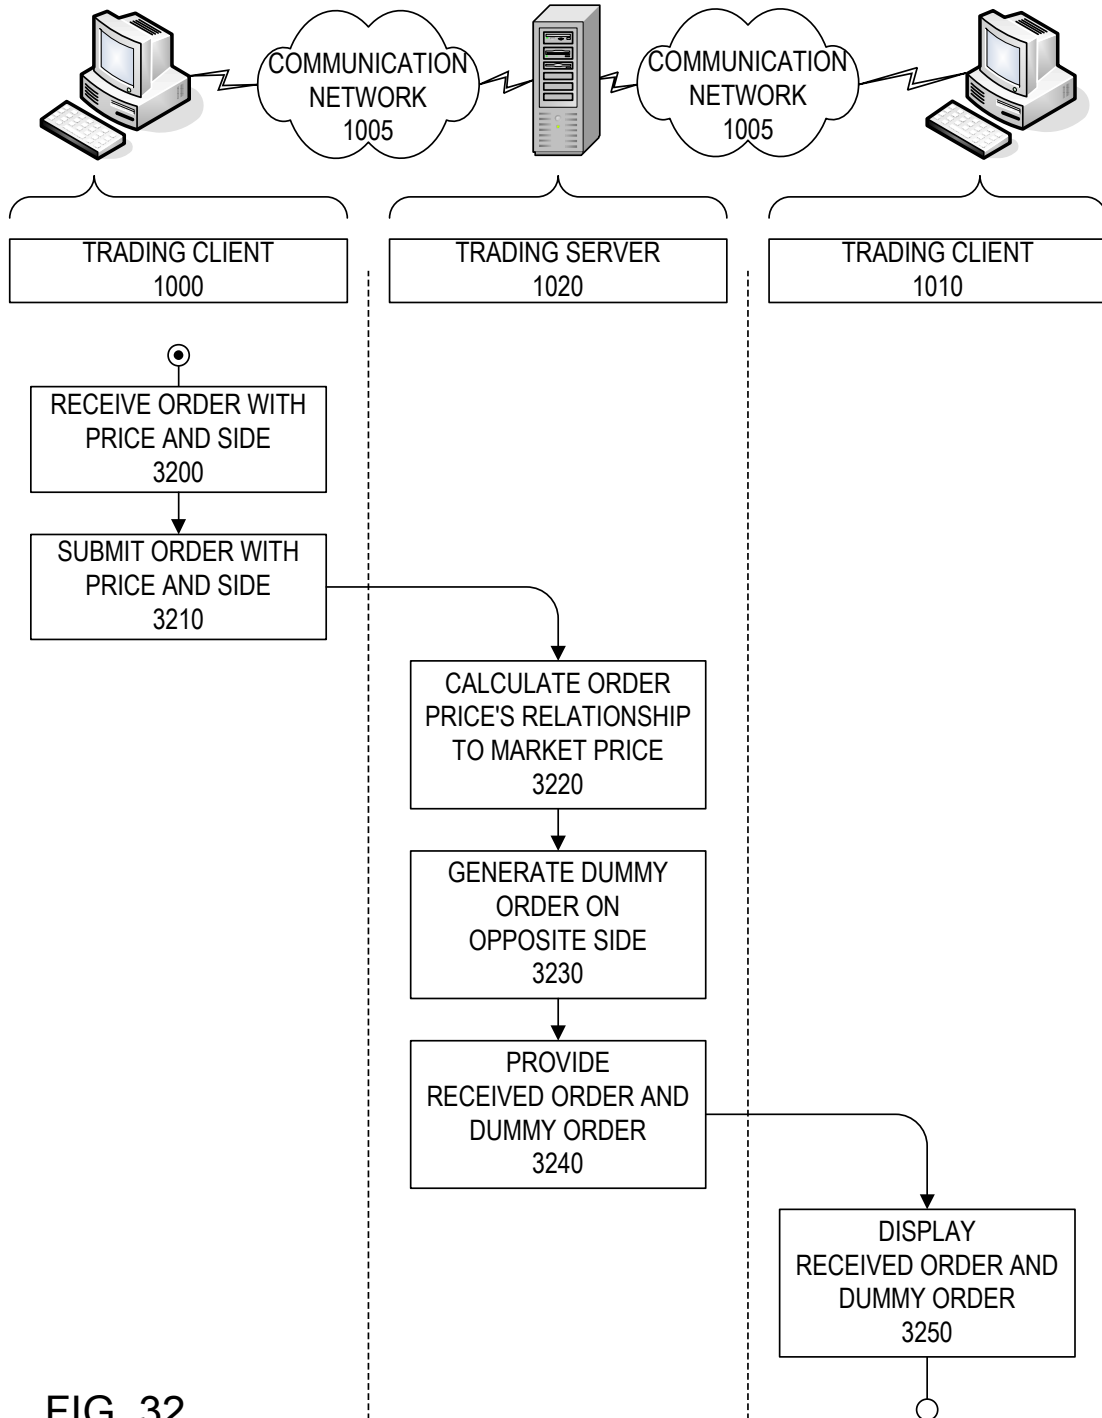 COMMUNICATION
NETWORK
1005
COMMUNICATION
NETWORK
1005
TRADING CLIENT
1000
TRADING SERVER
1020
TRADING CLIENT
1010
RECEIVE ORDER WITH
PRICE AND SIDE
3200
SUBMIT ORDER WITH
PRICE AND SIDE
3210
CALCULATE ORDER
PRICE'S RELATIONSHIP
TO MARKET PRICE
3220
GENERATE DUMMY
ORDER ON
OPPOSITE SIDE
3230
PROVIDE
RECEIVED ORDER AND
DUMMY ORDER
3240
DISPLAY
RECEIVED ORDER AND
DUMMY ORDER
3250
FIG. 32